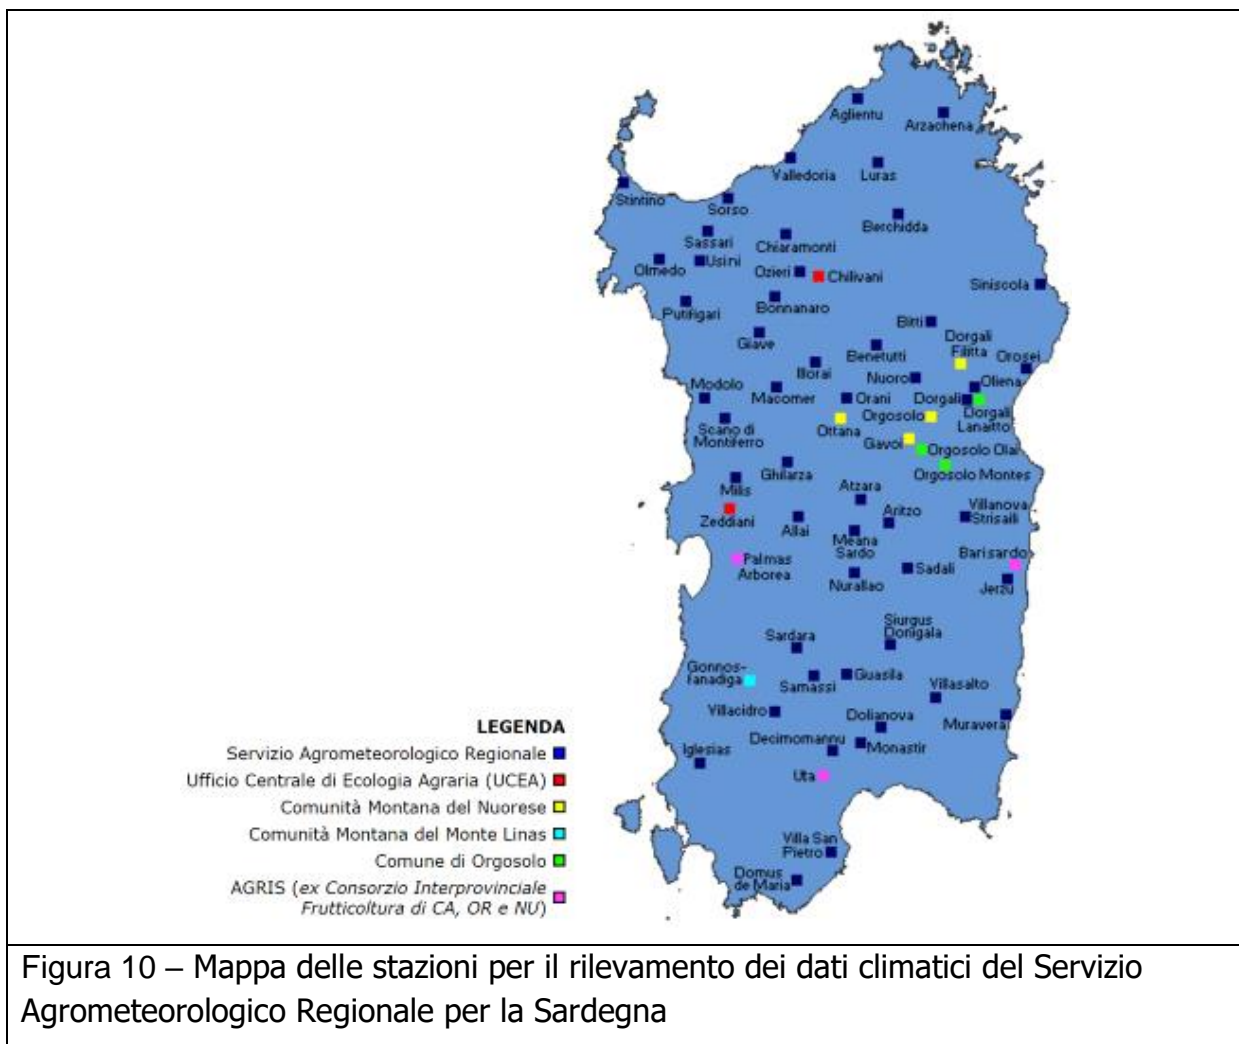 Aglientu
Arzachena
Valledoria
Luras
Stintino
Sorso
Berchidda
Sassari
Chiaramonti
Olmedo
Usini
Ozieri
Chilivani
Siniscola
Putifigari
Bonnanaro
Bitti
Giave
Dorgali
Filitta
Benetutti
Orosei
Illorai
Nuoro
Oliena
Modolo
Macomer
Orani
Dorgali
Dorgali
Lanaitto
Scano di
Montiferro
Ottana
Orgosolo
Gavoi
Orgosolo Olai
Ghilarza
Orgosolo Montes
Milis
Atzara
Villanova
Strisaili
Zeddiani
Allai
Aritzo
Meana
Sardo
Palmas
Arborea
Barisardo
Nurallao
Sadali
Jerzu
Siurgus
Donigala
Sardara
Gonnos-
fanadiga
Samassi
Guasila
Villasalto
Villacidro
Dolianova
Muravera
Decimomannu
Monastir
Iglesias
Uta
Villa San
Pietro
Domus
de Maria
LEGENDA
Servizio Agrometeorologico Regionale
Ufficio Centrale di Ecologia Agraria (UCEA)
Comunità Montana del Nuorese
Comunità Montana del Monte Linas
Comune di Orgosolo
AGRIS (ex Consorzio Interprovinciale
Frutticoltura di CA, OR e NU)
Figura 10 – Mappa delle stazioni per il rilevamento dei dati climatici del Servizio
Agrometeorologico Regionale per la Sardegna